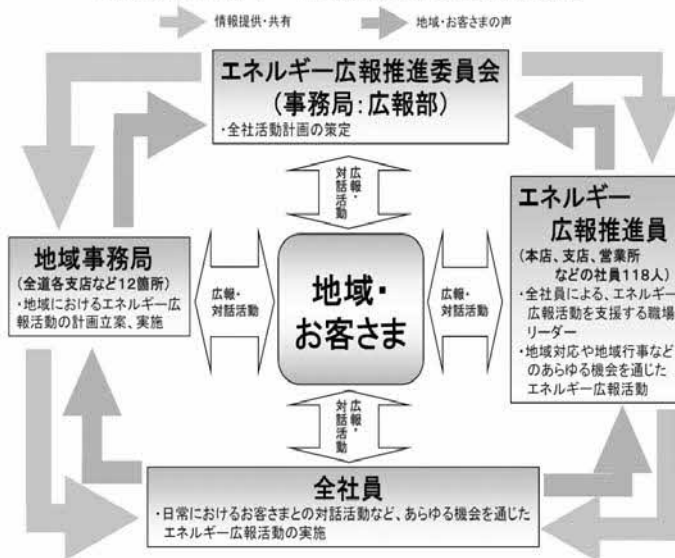 情報提供・共有
地域・お客さまの声
エネルギー広報推進委員会
(事務局：広報部)
・全社活動計画の策定
広報・
対話活動
地域事務局
(全道各支店など12箇所)
・地域におけるエネルギー広
報活動の計画立案、実施
広報・
対話活動
地域・
お客さま
広報・
対話活動
エネルギー
広報推進員
(本店、支店、営業所
などの社員118人)
・全社員による、エネルギー
広報活動を支援する職場
リーダー
・地域対応や地域行事など
のあらゆる機会を通じた
エネルギー広報活動
広報・
対話活動
全社員
・日常におけるお客さまとの対話活動など、あらゆる機会を通じた
エネルギー広報活動の実施